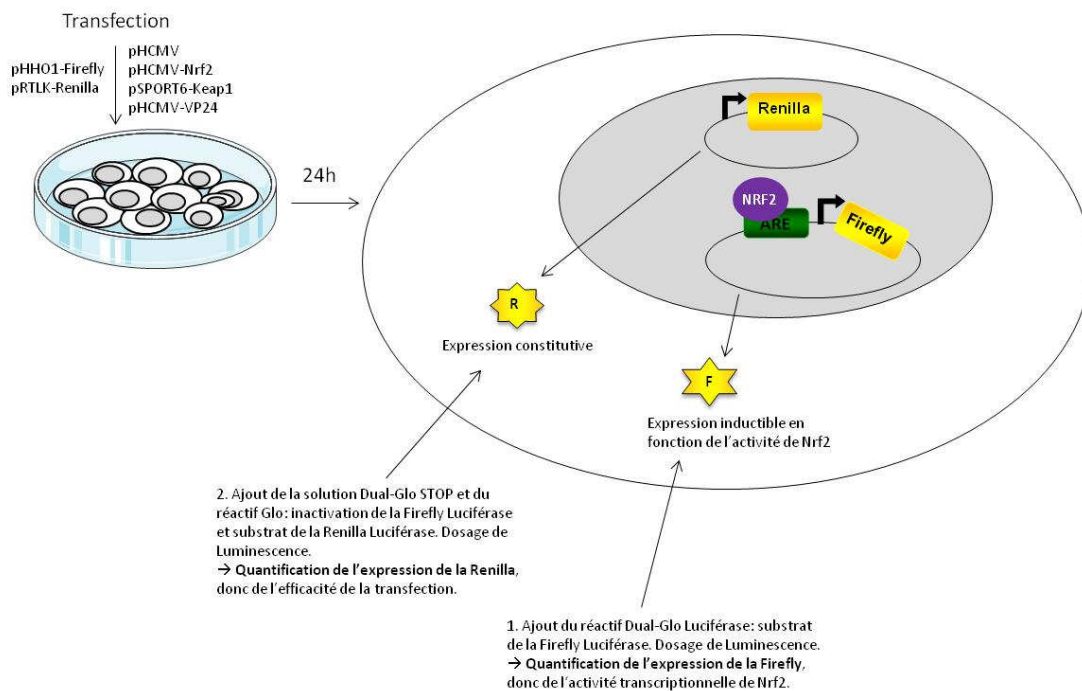 Transfection
pHHO1-Firefly
pRTLK-Renilla
pHCMV
pHCMV-Nrf2
pSPORT6-Keap1
pHCMV-VP24
24h
Renilla
NRF2
ARE
Firefly
R
Expression constitutive
F
Expression inductible en
fonction de l'activité de Nrf2
2. Ajout de la solution Dual-Glo STOP et du
réactif Glo: inactivation de la Firefly Luciférase
et substrat de la Renilla Luciférase. Dosage de
Luminescence.
→ Quantification de l'expression de la Renilla,
donc de l'efficacité de la transfection.
1. Ajout du réactif Dual-Glo Luciférase: substrat
de la Firefly Luciférase. Dosage de Luminescence.
→ Quantification de l'expression de la Firefly,
donc de l'activité transcriptionnelle de Nrf2.